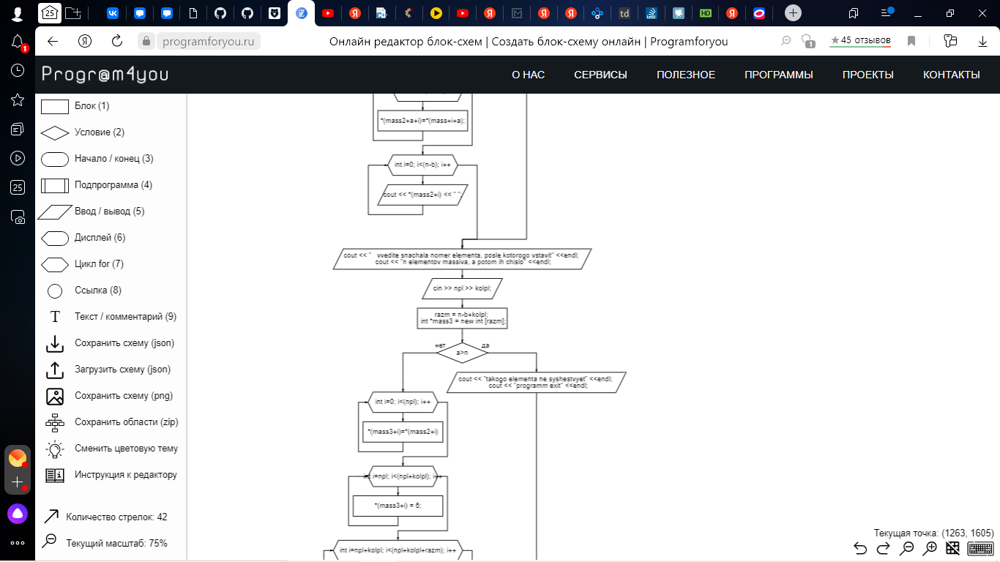 25
1
programforyou.ru
Онлайн редактор блок-схем | Создать блок-схему онлайн | Programforyou
1
★45 отзывов
Progr@m4you
О НАС
СЕРВИСЫ
ПОЛЕЗНОЕ
ПРОГРАММЫ
ПРОЕКТЫ
КОНТАКТЫ
25
Блок (1)
Условие (2)
Начало / конец (3)
Подпрограмма (4)
Ввод / вывод (5)
Дисплей (6)
Цикл for (7)
Ссылка (8)
T Текст / комментарий (9)
Сохранить схему (json)
Загрузить схему (json)
Сохранить схему (png)
Сохранить области (zip)
Сменить цветовую тему
Инструкция к редактору
Количество стрелок: 42
Текущий масштаб: 75%
*(mass2+a+i)=*(mass+i+a);
int i=0; i<(n-b); i++
cout << *(mass2+i) << " ";
cout << " vvedite snachala nomer elementa, posle kotorogo vstavit" <<endl;
cout << "n elementov massiva, a potom ih chislo" <<endl;
cin >> npl >> kolpl;
razm = n-b+kolpl;
int *mass3 = new int [razm];
нет
да
a>n
cout << "takogo elementa ne syshestvyet" <<endl;
cout << "programm exit" <<endl;
int i=0; i<(npl); i++
*(mass3+i)=*(mass2+i)
int i=npl; i<(npl+kolpl); i++
*(mass3+i) = 6;
int i=npl+kolpl; i<(npl+kolpl+razm); i++
Текущая точка: (1263, 1605)